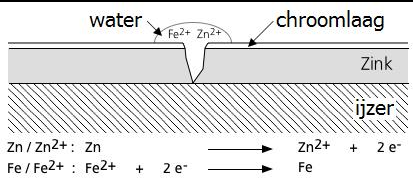 water chroomlaag
Fe2+ Zn2+
Zink
ijzer
Zn / Zn2+ : Zn ⟶ Zn2+ + 2 e-
Fe / Fe2+ : Fe2+ + 2 e- ⟶ Fe